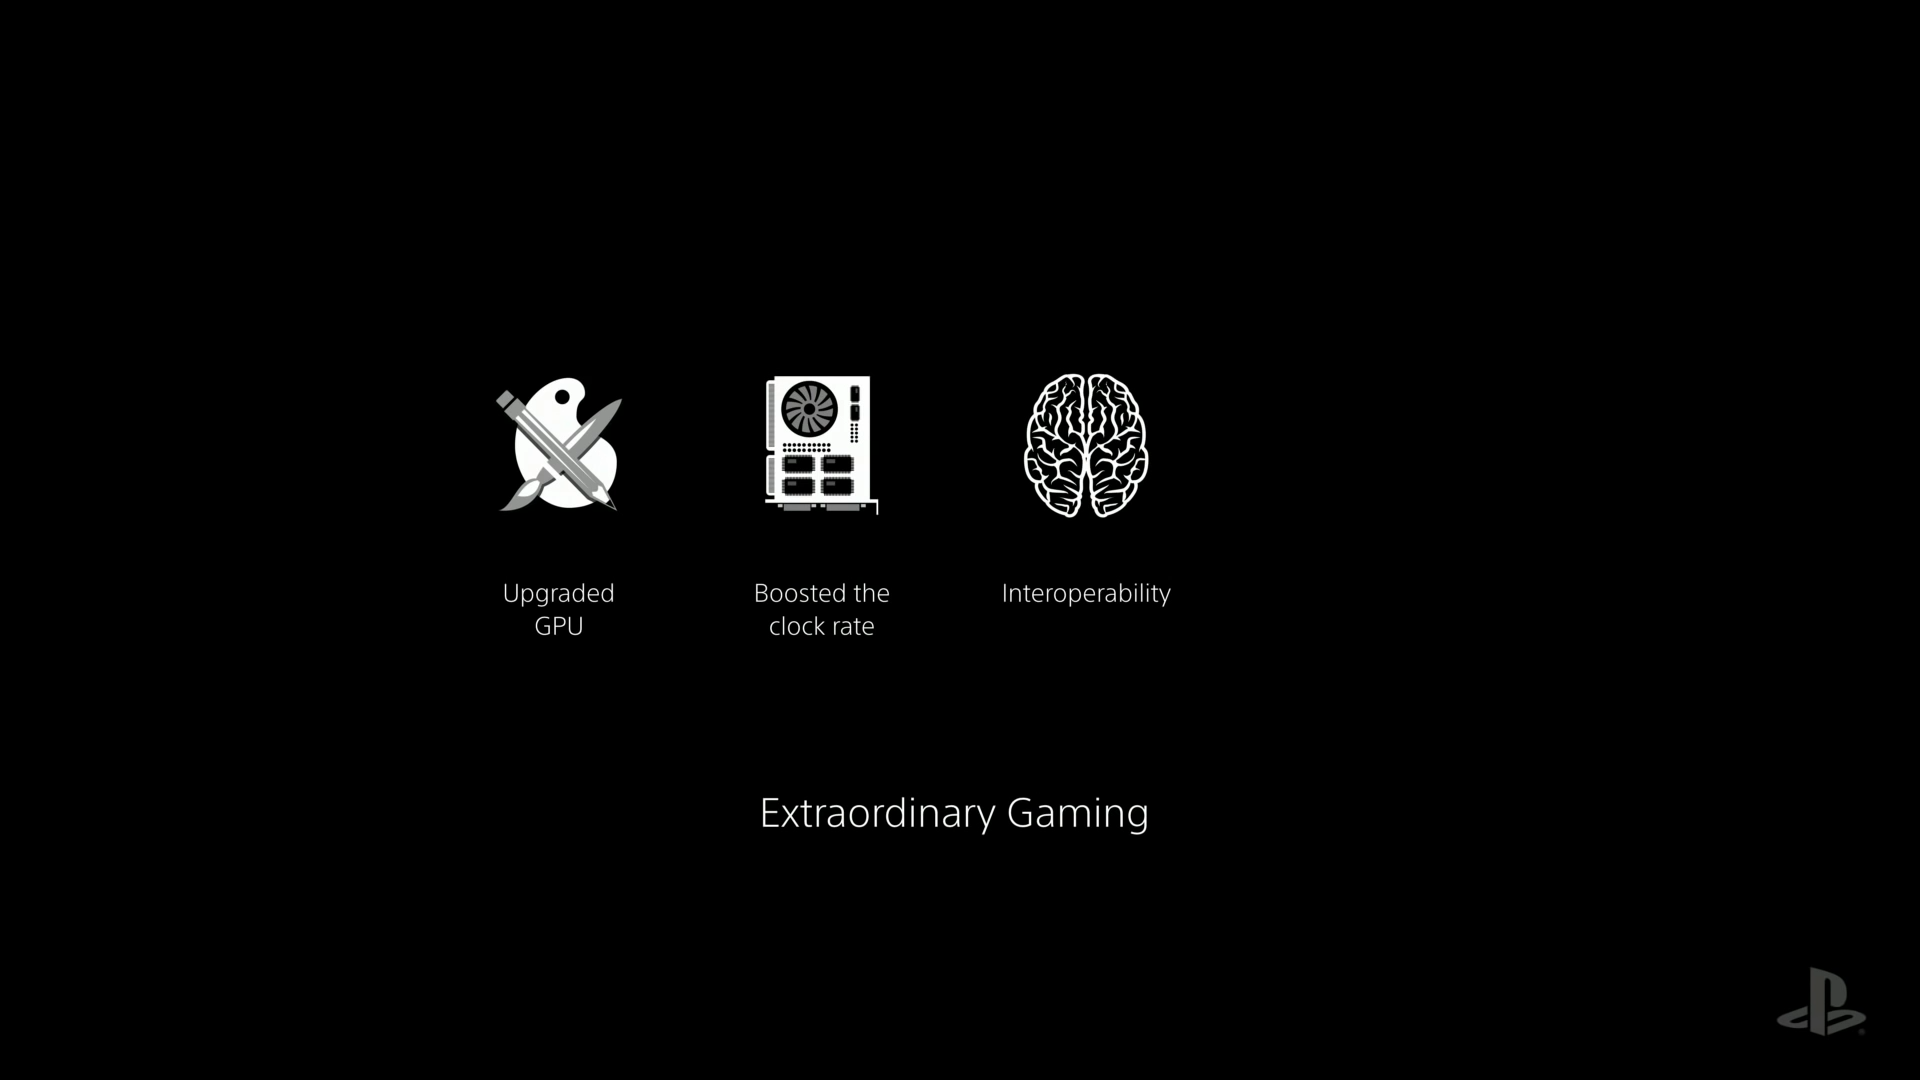 Upgraded
GPU
Boosted the
clock rate
Interoperability
Extraordinary Gaming